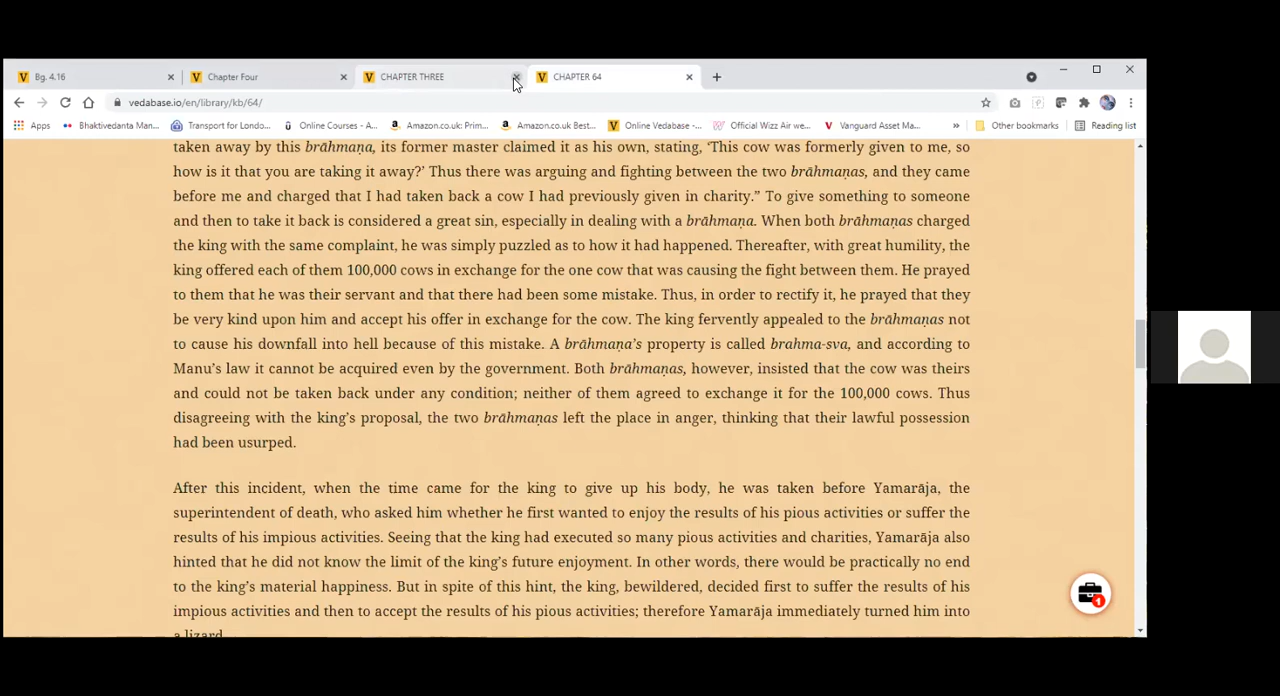 Bg. 4.16
Chapter Four
CHAPTER THREE
CHAPTER 64
vedabase.io/en/library/kb/64/
Apps
Bhaktivedanta Man...
Transport for Londo...
Online Courses - A...
Amazon.co.uk: Prim...
Amazon.co.uk Best...
Online Vedabase -...
Official Wizz Air we...
Vanguard Asset Ma...
»
Other bookmarks
Reading list
taken away by this brāhmaṇa, its former master claimed it as his own, stating, ‘This cow was formerly given to me, so
how is it that you are taking it away?’ Thus there was arguing and fighting between the two brāhmaṇas, and they came
before me and charged that I had taken back a cow I had previously given in charity.” To give something to someone
and then to take it back is considered a great sin, especially in dealing with a brāhmaṇa. When both brāhmaṇas charged
the king with the same complaint, he was simply puzzled as to how it had happened. Thereafter, with great humility, the
king offered each of them 100,000 cows in exchange for the one cow that was causing the fight between them. He prayed
to them that he was their servant and that there had been some mistake. Thus, in order to rectify it, he prayed that they
be very kind upon him and accept his offer in exchange for the cow. The king fervently appealed to the brāhmaṇas not
to cause his downfall into hell because of this mistake. A brāhmaṇa’s property is called brahma-sva, and according to
Manu’s law it cannot be acquired even by the government. Both brāhmaṇas, however, insisted that the cow was theirs
and could not be taken back under any condition; neither of them agreed to exchange it for the 100,000 cows. Thus
disagreeing with the king’s proposal, the two brāhmaṇas left the place in anger, thinking that their lawful possession
had been usurped.
After this incident, when the time came for the king to give up his body, he was taken before Yamarāja, the
superintendent of death, who asked him whether he first wanted to enjoy the results of his pious activities or suffer the
results of his impious activities. Seeing that the king had executed so many pious activities and charities, Yamarāja also
hinted that he did not know the limit of the king’s future enjoyment. In other words, there would be practically no end
to the king’s material happiness. But in spite of this hint, the king, bewildered, decided first to suffer the results of his
impious activities and then to accept the results of his pious activities; therefore Yamarāja immediately turned him into
a lizard.
1